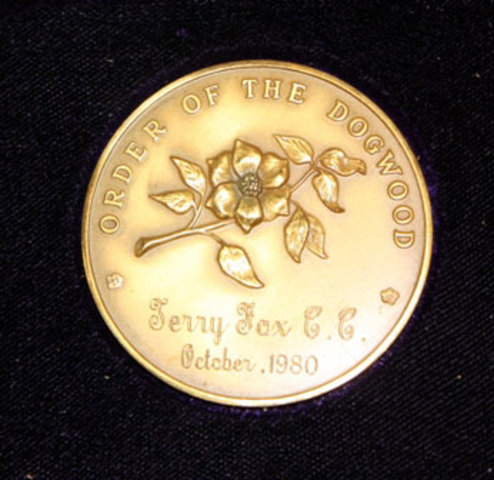 ORDER OF THE DOGWOOD
Terry Fox C.C.
October, 1980